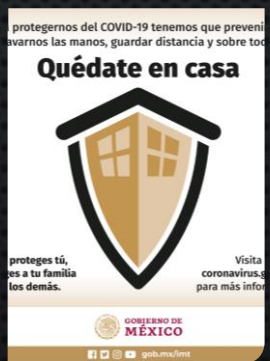 protegernos del COVID-19 tenemos que preveni
avarnos las manos, guardar distancia y sobre tod
Quédate en casa
proteges tú,
ges a tu familia
los demás.
Visita
coronavirus.g
para más infor
GOBIERNO DE
MÉXICO
gob.mx/imt